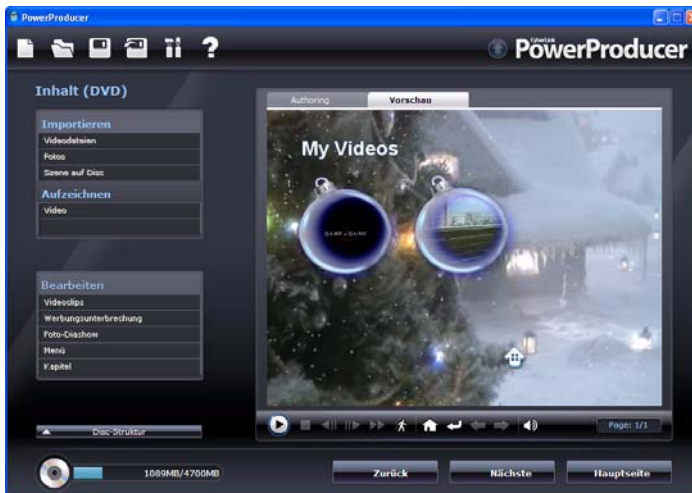 PowerProducer
?
CyberLink
PowerProducer
Inhalt (DVD)
Importieren
Videodateien
Fotos
Szene auf Disc
Aufzeichnen
Video
Bearbeiten
Videoclips
Werbungsunterbrechung
Foto-Diashow
Menü
Kapitel
Disc-Struktur
1089MB/4700MB
Authoring
Vorschau
My Videos
Page: 1/1
Zurück
Nächste
Hauptseite